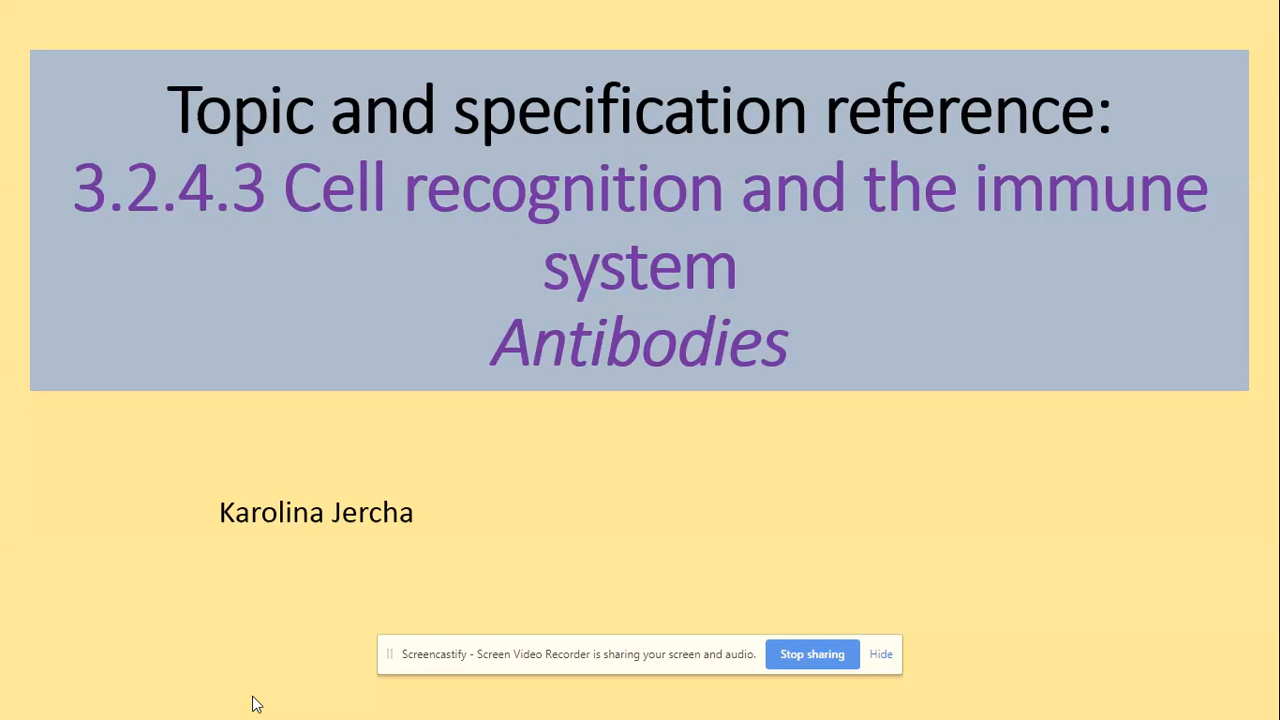 Topic and specification reference:
3.2.4.3 Cell recognition and the immune
system
Antibodies
Karolina Jercha
Screencastify - Screen Video Recorder is sharing your screen and audio. Stop sharing Hide